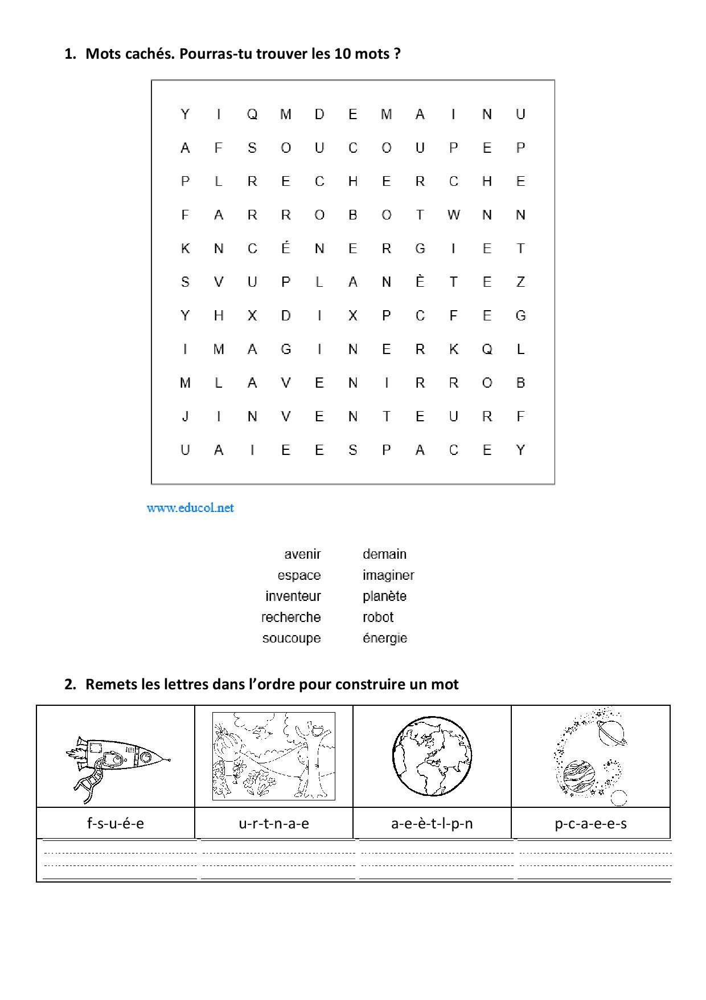 1. Mots cachés. Pourras-tu trouver les 10 mots ?
Y I Q M D E M A I N U
A F S O U C O U P E P
P L R E C H E R C H E
F A R R O B O T W N N
K N C É N E R G I E T
S V U P L A N È T E Z
Y H X D I X P C F E G
I M A G I N E R K Q L
M L A V E N I R R O B
J I N V E N T E U R F
U A I E E S P A C E Y
www.educol.net
avenir demain
espace imaginer
inventeur planète
recherche robot
soucoupe énergie
2. Remets les lettres dans l’ordre pour construire un mot
f-s-u-é-e u-r-t-n-a-e a-e-è-t-l-p-n p-c-a-e-e-s